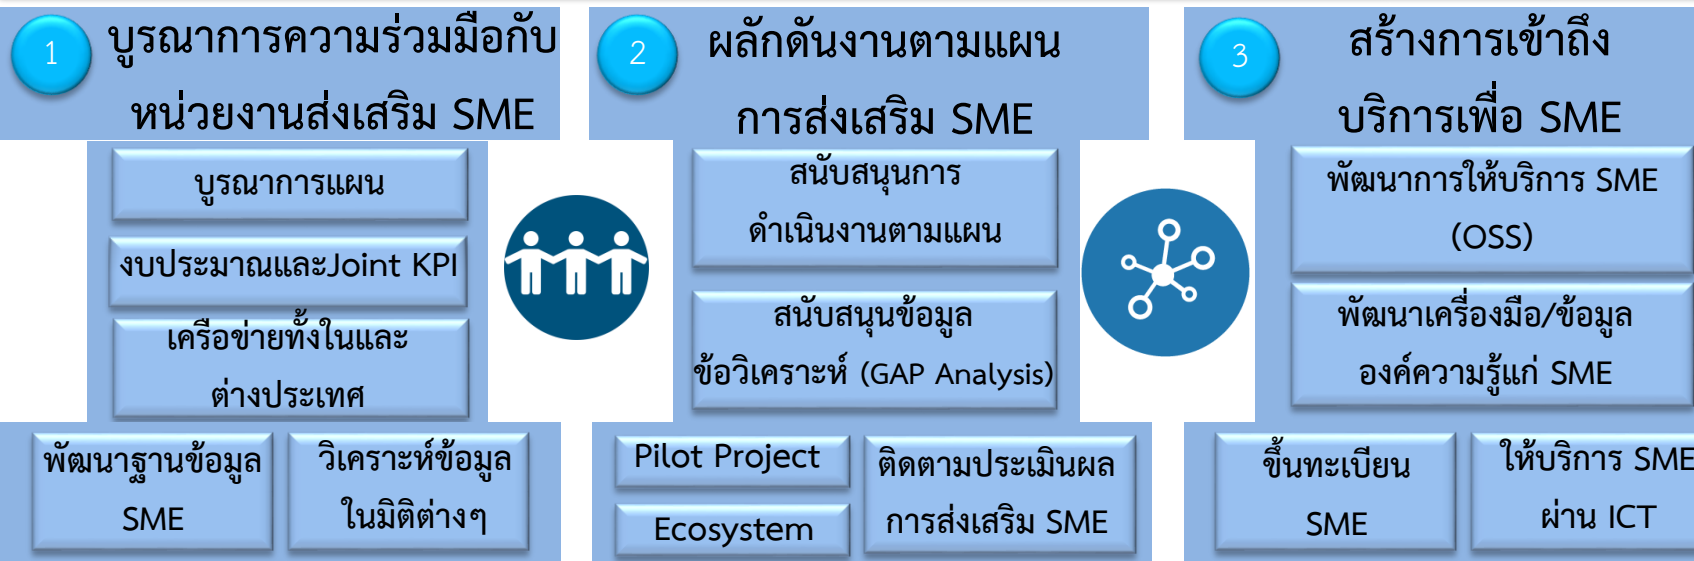 1
บูรณาการความร่วมมือกับ
หน่วยงานส่งเสริม SME
บูรณาการแผน
งบประมาณและJoint KPI
เครือข่ายทั้งในและ
ต่างประเทศ
พัฒนาฐานข้อมูล
SME
วิเคราะห์ข้อมูล
ในมิติต่างๆ
2
ผลักดันงานตามแผน
การส่งเสริม SME
สนับสนุนการ
ดำเนินงานตามแผน
สนับสนุนข้อมูล
ข้อวิเคราะห์ (GAP Analysis)
Pilot Project
Ecosystem
ติดตามประเมินผล
การส่งเสริม SME
3
สร้างการเข้าถึง
บริการเพื่อ SME
พัฒนาการให้บริการ SME
(OSS)
พัฒนาเครื่องมือ/ข้อมูล
องค์ความรู้แก่ SME
ขึ้นทะเบียน
SME
ให้บริการ SME
ผ่าน ICT